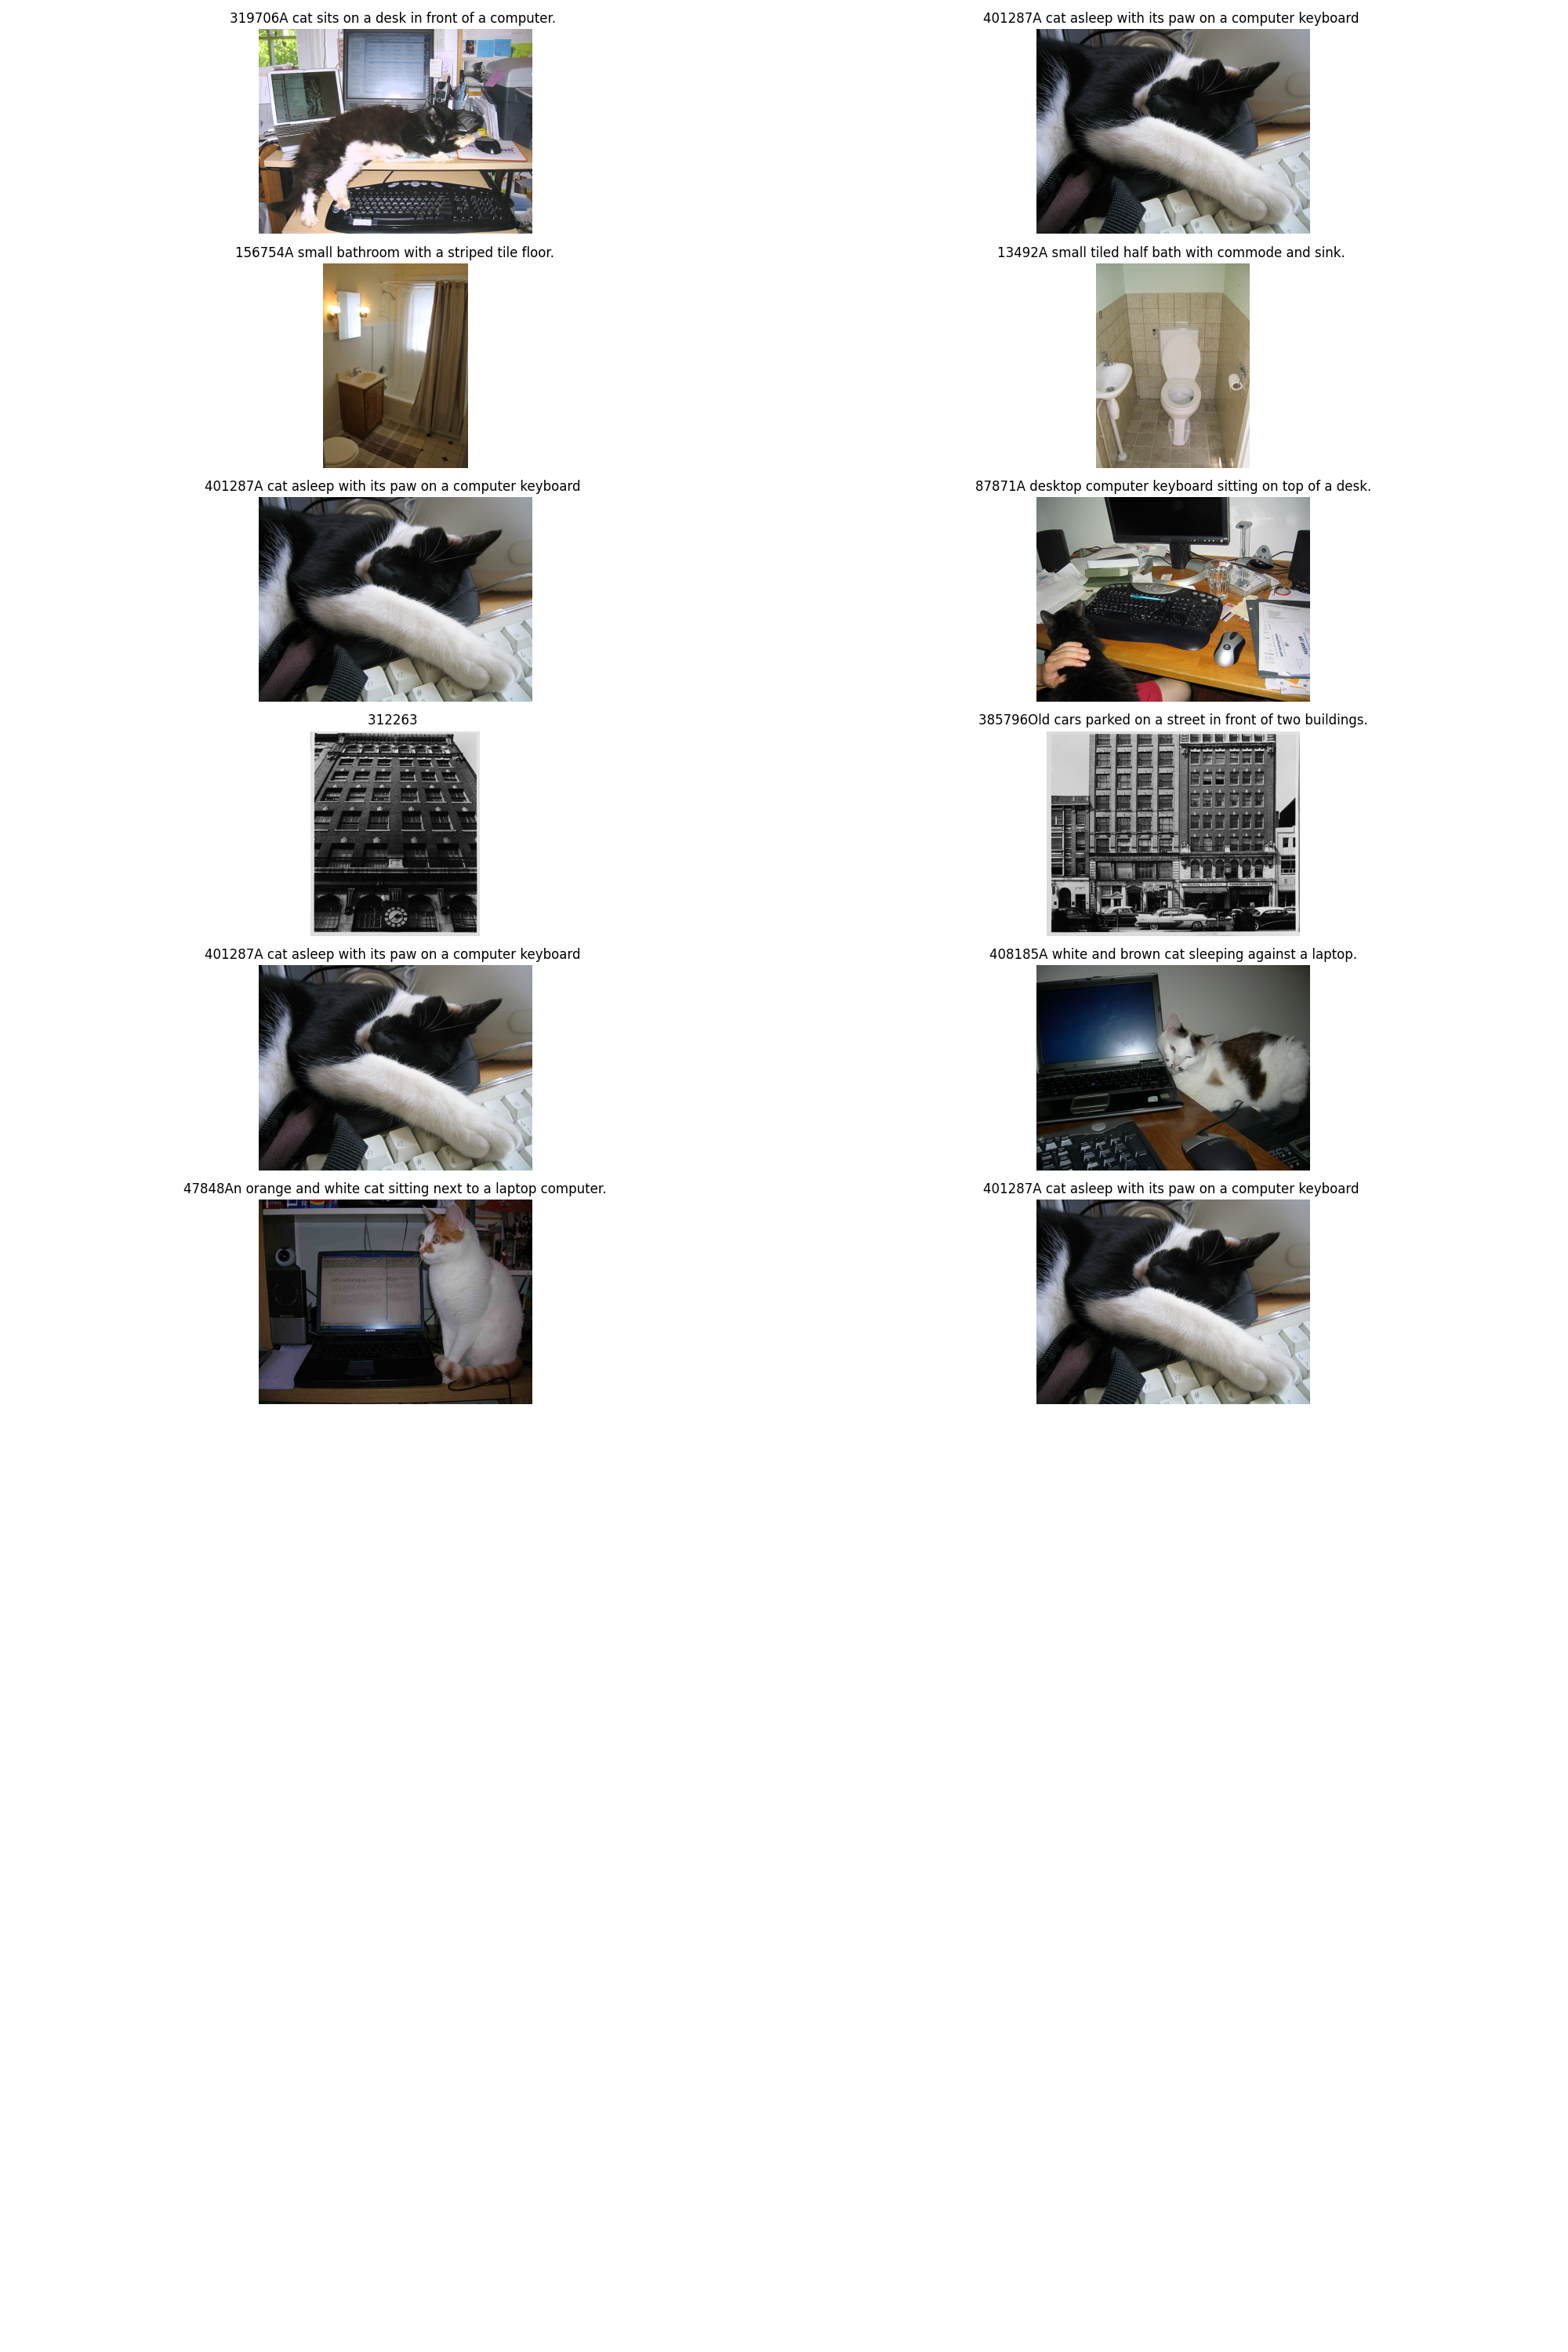 319706A cat sits on a desk in front of a computer.
401287A cat asleep with its paw on a computer keyboard
156754A small bathroom with a striped tile floor.
13492A small tiled half bath with commode and sink.
401287A cat asleep with its paw on a computer keyboard
87871A desktop computer keyboard sitting on top of a desk.
312263
385796Old cars parked on a street in front of two buildings.
401287A cat asleep with its paw on a computer keyboard
408185A white and brown cat sleeping against a laptop.
47848An orange and white cat sitting next to a laptop computer.
401287A cat asleep with its paw on a computer keyboard